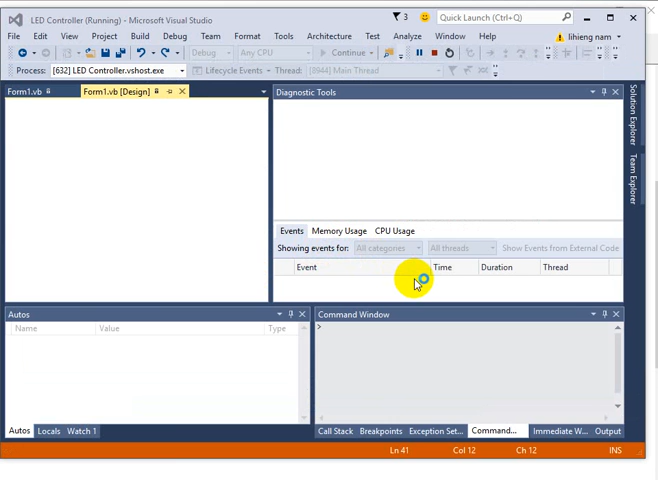 LED Controller (Running) - Microsoft Visual Studio
3
Quick Launch (Ctrl+Q)
File Edit View Project Build Debug Team Format Tools Architecture Test Analyze Window Help
liheng nam
Debug Any CPU Continue
Process: [632] LED Controller.vshost.exe Lifecycle Events Thread: [8944] Main Thread
Form1.vb Form1.vb [Design]
Diagnostic Tools
Solution Explorer
Team Explorer
Events Memory Usage CPU Usage
Showing events for: All categories All threads Show Events from External Code
Event Time Duration Thread
Autos
Name Value Type
Command Window
>
Autos Locals Watch 1
Call Stack Breakpoints Exception Set... Command... Immediate W... Output
Ln 41 Col 12 Ch 12 INS